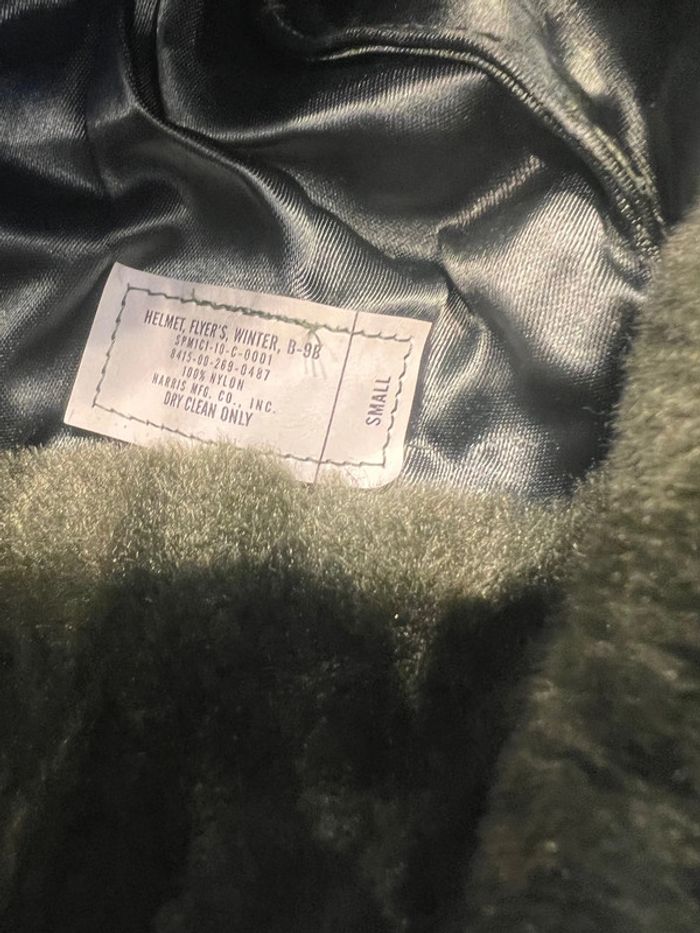 HELMET, FLYER'S, WINTER, B-9B
SPM1C1-10-C-0001
8415-00-269-0487
100% NYLON
HARRIS MFG. CO., INC.
DRY CLEAN ONLY
SMALL